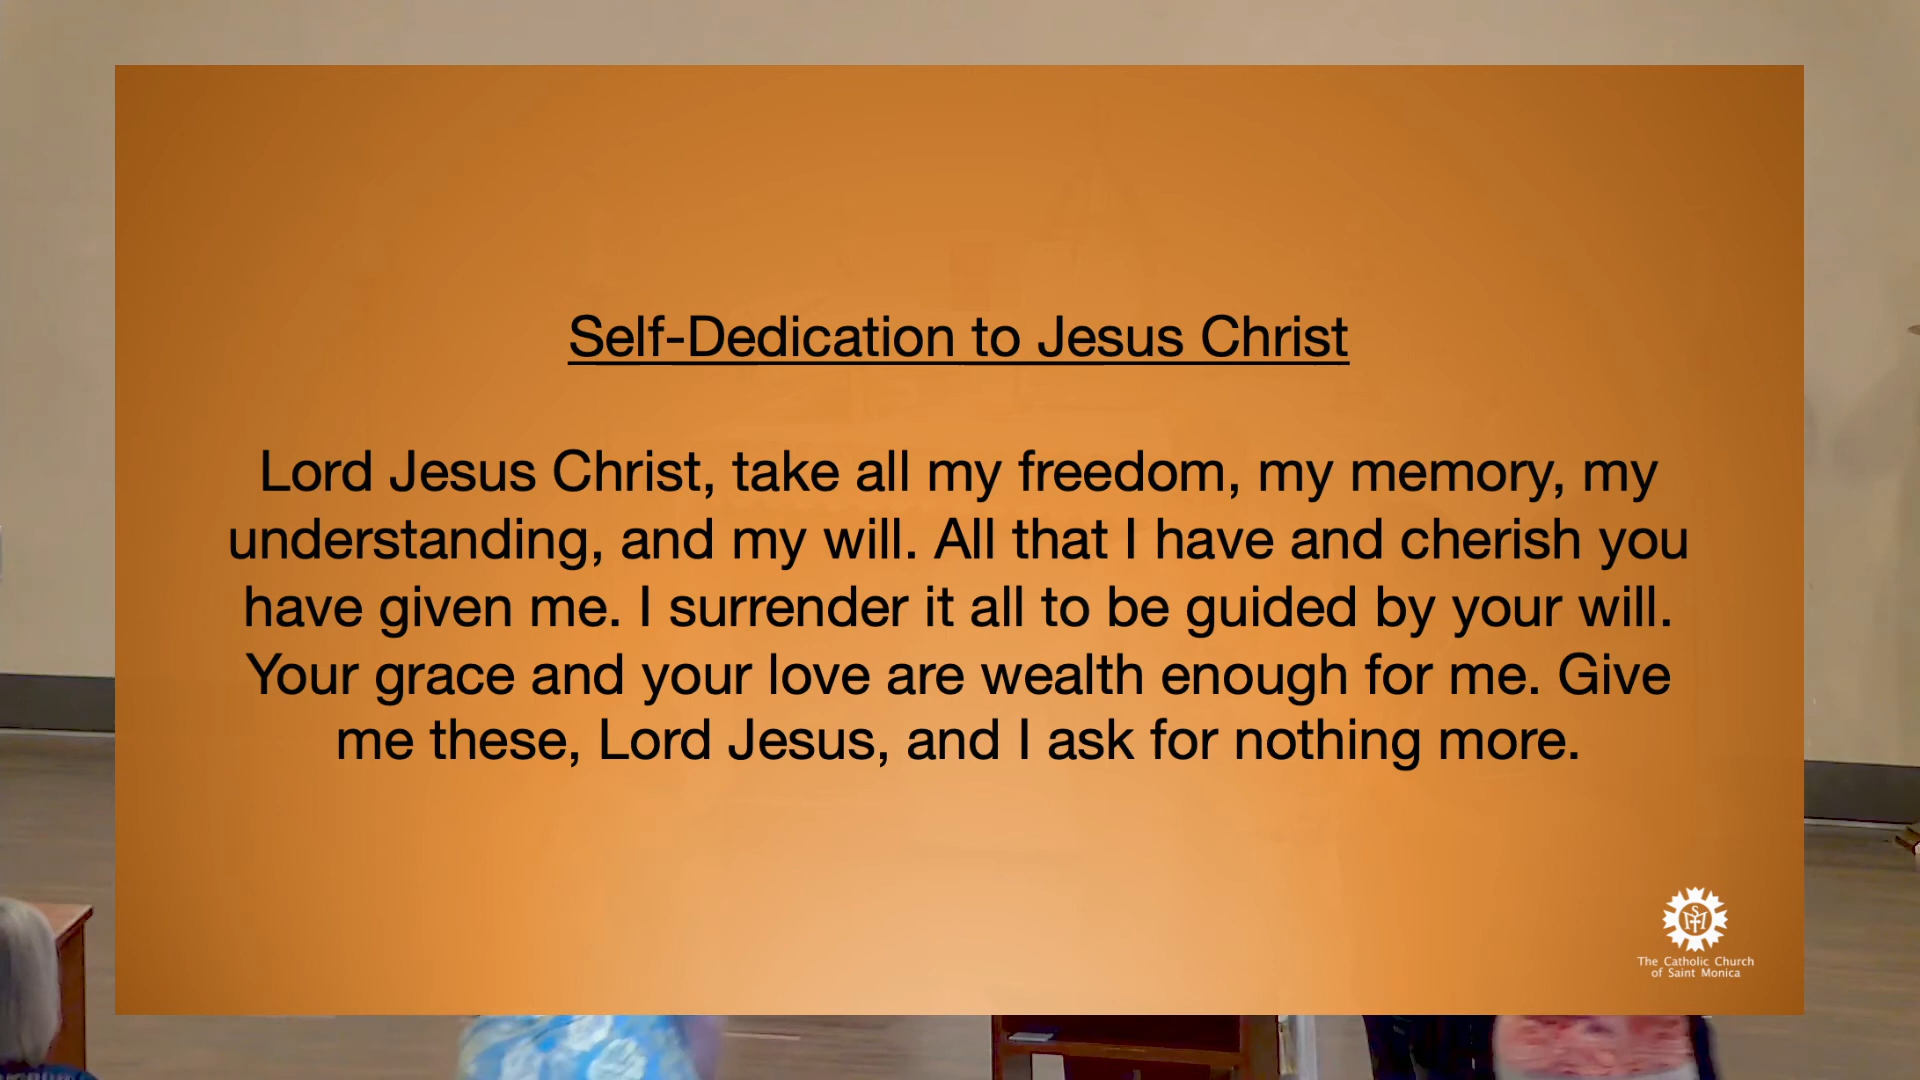 Self-Dedication to Jesus Christ
Lord Jesus Christ, take all my freedom, my memory, my
understanding, and my will. All that I have and cherish you
have given me. I surrender it all to be guided by your will.
Your grace and your love are wealth enough for me. Give
me these, Lord Jesus, and I ask for nothing more.
The Catholic Church
of Saint Monica